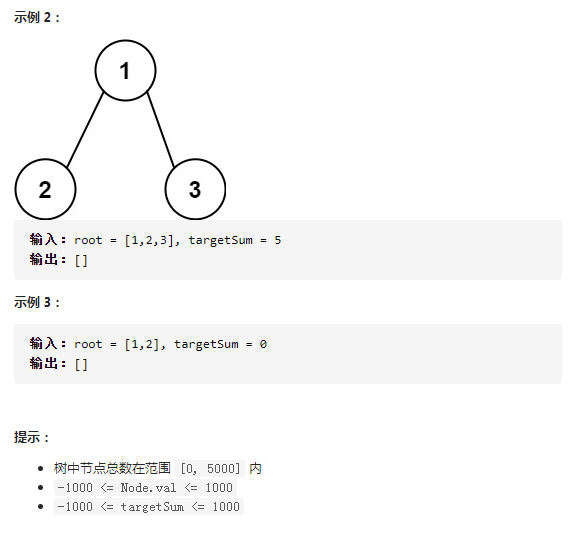 示例 2：
1
2
3
输入：root = [1,2,3], targetSum = 5
输出：[]
示例 3：
输入：root = [1,2], targetSum = 0
输出：[]
提示：
树中节点总数在范围 [0, 5000] 内
-1000 <= Node.val <= 1000
-1000 <= targetSum <= 1000